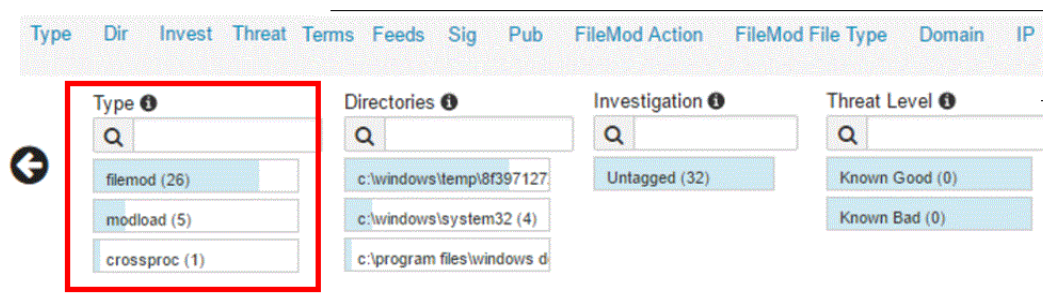 Type Dir Invest Threat Terms Feeds Sig Pub FileMod Action FileMod File Type Domain IP
Type Directories Investigation Threat Level
filemod (26) c:\windows\temp\8f397127. Untagged (32) Known Good (0)
modload (5) c:\windows\system32 (4) Known Bad (0)
crossproc (1) c:\program files\windows d